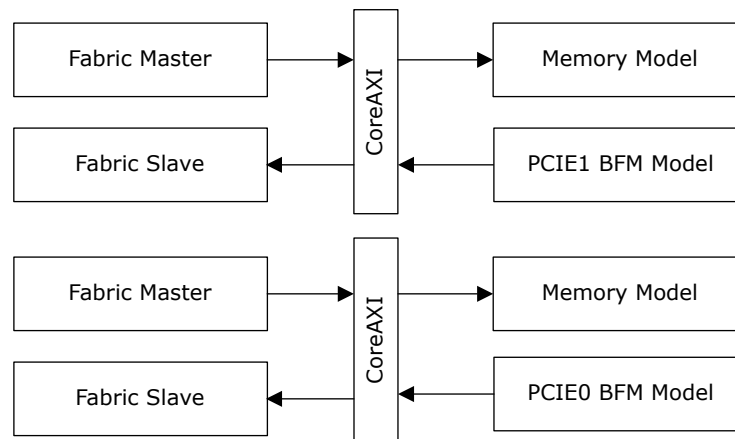 Fabric Master
CoreAXI
Memory Model
Fabric Slave
PCIE1 BFM Model
Fabric Master
CoreAXI
Memory Model
Fabric Slave
PCIE0 BFM Model